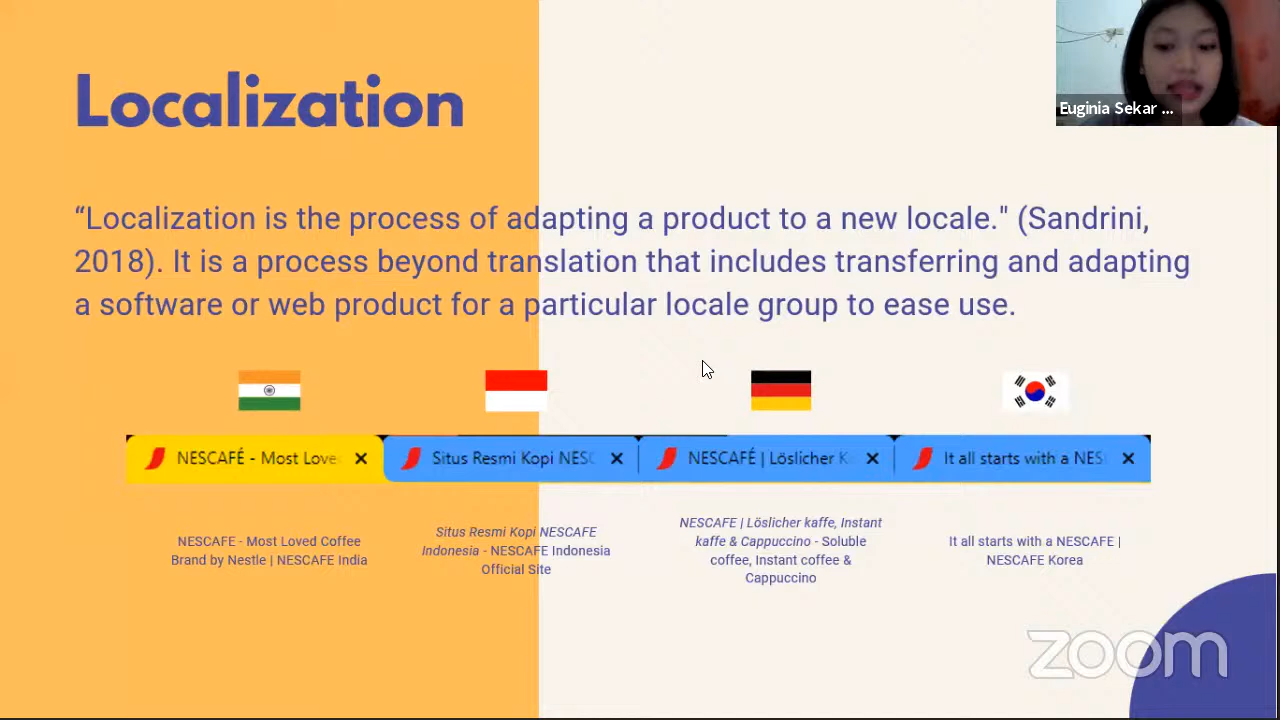 Localization
Euginia Sekar ...
“Localization is the process of adapting a product to a new locale." (Sandrini,
2018). It is a process beyond translation that includes transferring and adapting
a software or web product for a particular locale group to ease use.
NESCAFÉ - Most Love
Situs Resmi Kopi NESC
NESCAFÉ | Löslicher K
It all starts with a NES
NESCAFE - Most Loved Coffee
Brand by Nestle | NESCAFE India
Situs Resmi Kopi NESCAFE
Indonesia - NESCAFE Indonesia
Official Site
NESCAFE | Löslicher kaffe, Instant
kaffe & Cappuccino - Soluble
coffee, Instant coffee &
Cappuccino
It all starts with a NESCAFE |
NESCAFE Korea
zoom